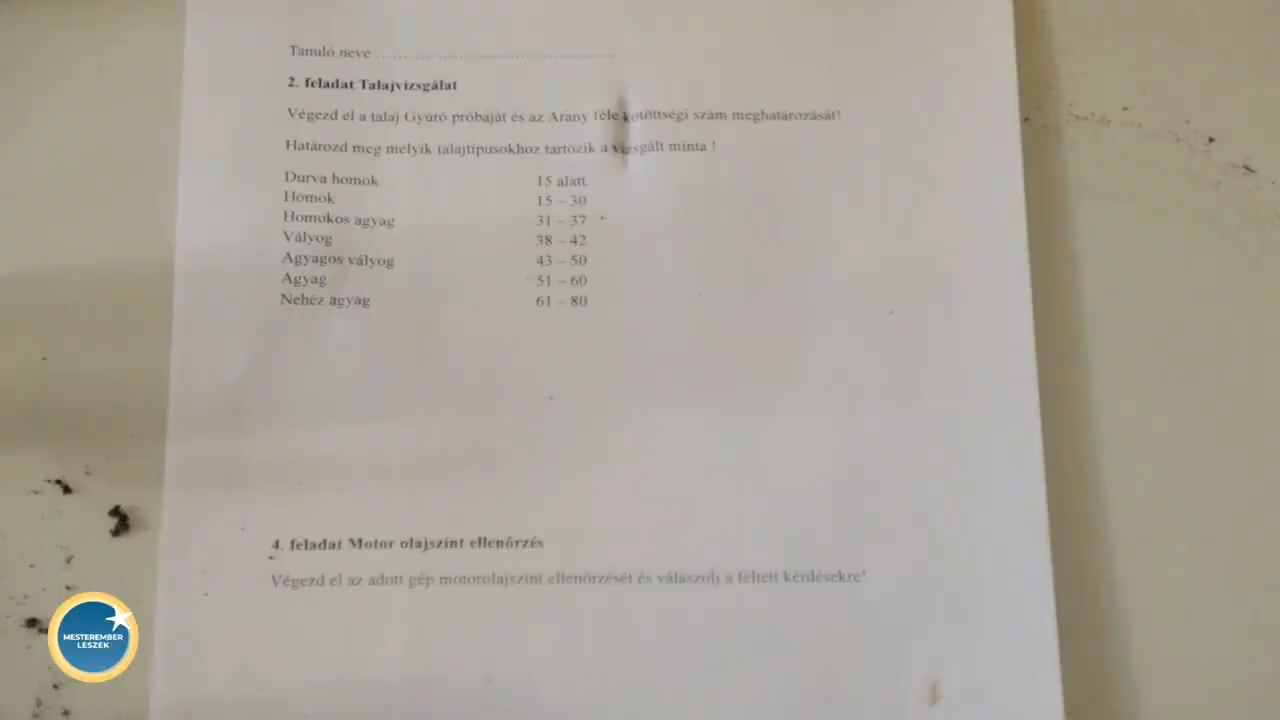 Tanuló neve ........................................................
2. feladat Talajvizsgálat
Végezd el a talaj Gyúró próbáját és az Arany féle kötöttségi szám meghatározását!
Határozd meg melyik talajtípusokhoz tartozik a vizsgált minta !
Durva homok 15 alatt
Homok 15 – 30
Homokos agyag 31 – 37
Vályog 38 – 42
Agyagos vályog 43 – 50
Agyag 51 – 60
Nehéz agyag 61 – 80
4. feladat Motor olajszint ellenőrzés
Végezd el az adott gép motorolajszint ellenőrzését és válaszolj a feltett kérdésekre!
MESTEREMBER
LESZEK